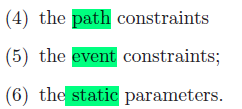 (4) the path constraints
(5) the event constraints;
(6) the static parameters.